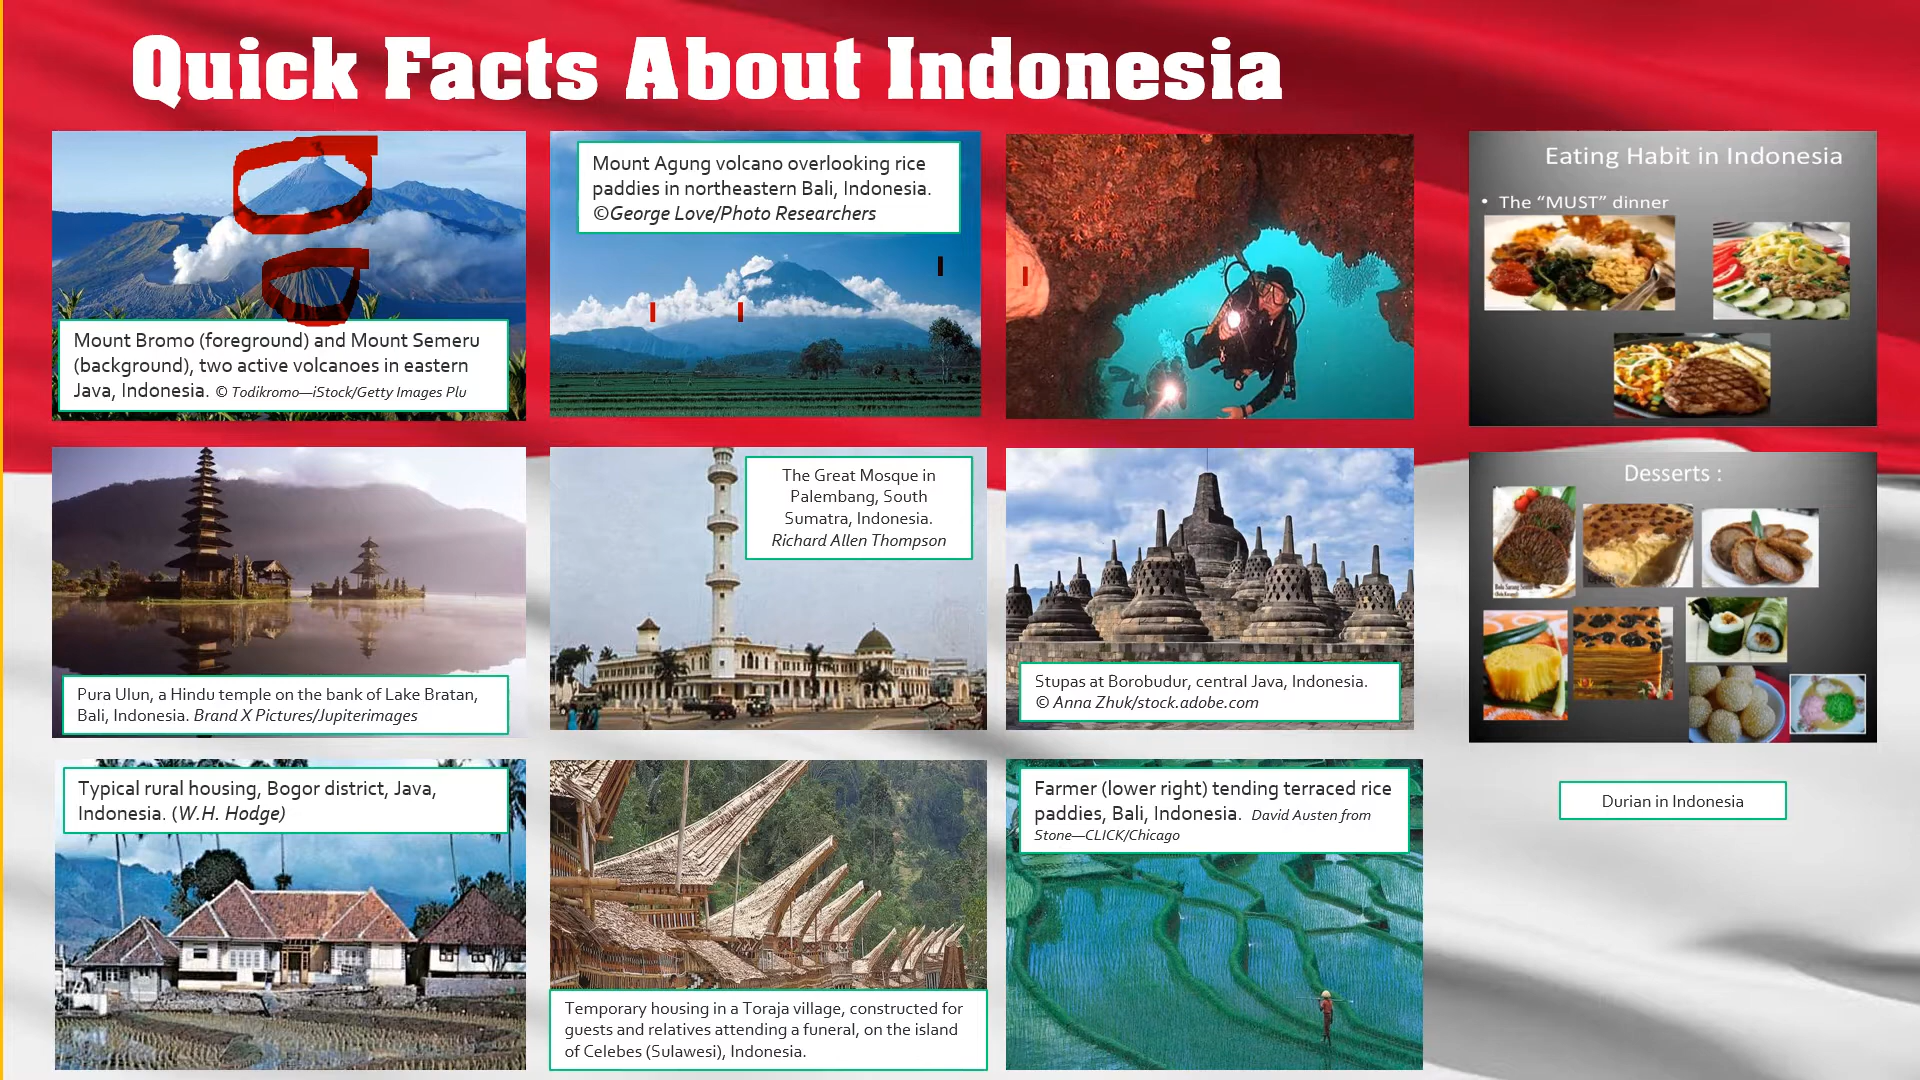 Quick Facts About Indonesia
Mount Bromo (foreground) and Mount Semeru
(background), two active volcanoes in eastern
Java, Indonesia. © Todikromo—iStock/Getty Images Plu
Mount Agung volcano overlooking rice
paddies in northeastern Bali, Indonesia.
©George Love/Photo Researchers
Eating Habit in Indonesia
• The “MUST” dinner
Pura Ulun, a Hindu temple on the bank of Lake Bratan,
Bali, Indonesia. Brand X Pictures/Jupiterimages
The Great Mosque in
Palembang, South
Sumatra, Indonesia.
Richard Allen Thompson
Stupas at Borobudur, central Java, Indonesia.
© Anna Zhuk/stock.adobe.com
Desserts :
Typical rural housing, Bogor district, Java,
Indonesia. (W.H. Hodge)
Temporary housing in a Toraja village, constructed for
guests and relatives attending a funeral, on the island
of Celebes (Sulawesi), Indonesia.
Farmer (lower right) tending terraced rice
paddies, Bali, Indonesia. David Austen from
Stone—CLICK/Chicago
Durian in Indonesia